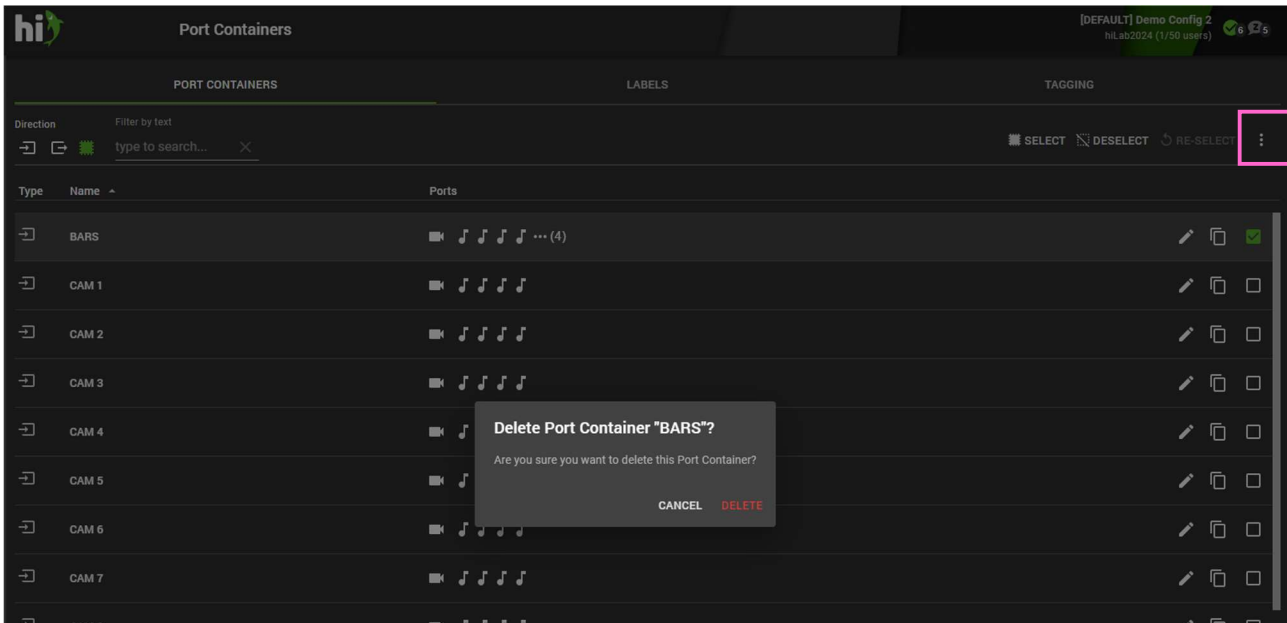 hi
Port Containers
[DEFAULT] Demo Config 2
hiLab2024 (1/50 users)
6 5
PORT CONTAINERS LABELS TAGGING
Direction Filter by text
type to search...
SELECT DESELECT RE-SELECT
Type Name Ports
BARS ... (4)
CAM 1
CAM 2
CAM 3
CAM 4
CAM 5
CAM 6
CAM 7
Delete Port Container "BARS"?
Are you sure you want to delete this Port Container?
CANCEL DELETE